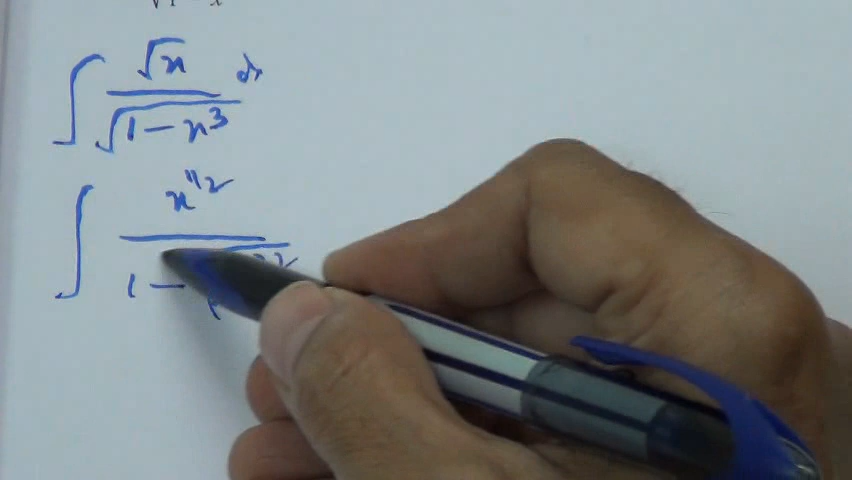 ∫ √x / √(1 − x³) dx
∫ x^1/2 / √(1 −